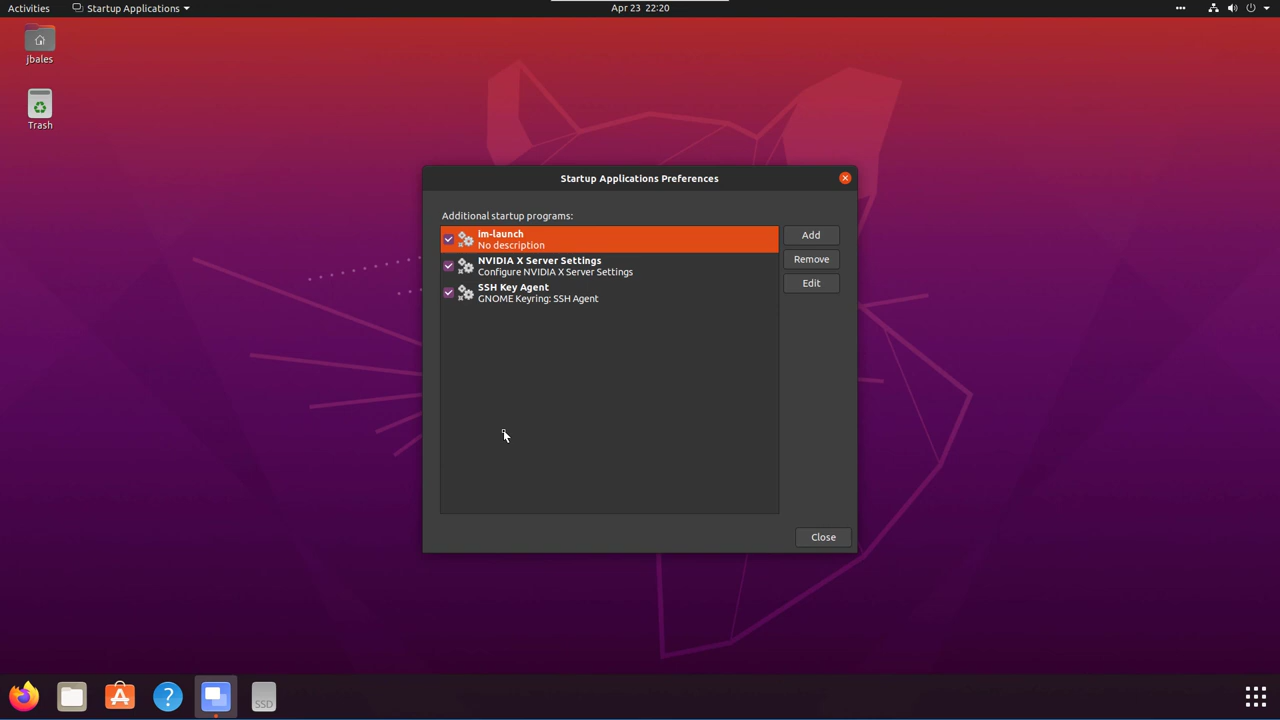 Activities
Startup Applications
Apr 23 22:20
jbales
Trash
Startup Applications Preferences
Additional startup programs:
im-launch
No description
NVIDIA X Server Settings
Configure NVIDIA X Server Settings
SSH Key Agent
GNOME Keyring: SSH Agent
Add
Remove
Edit
Close
SSD